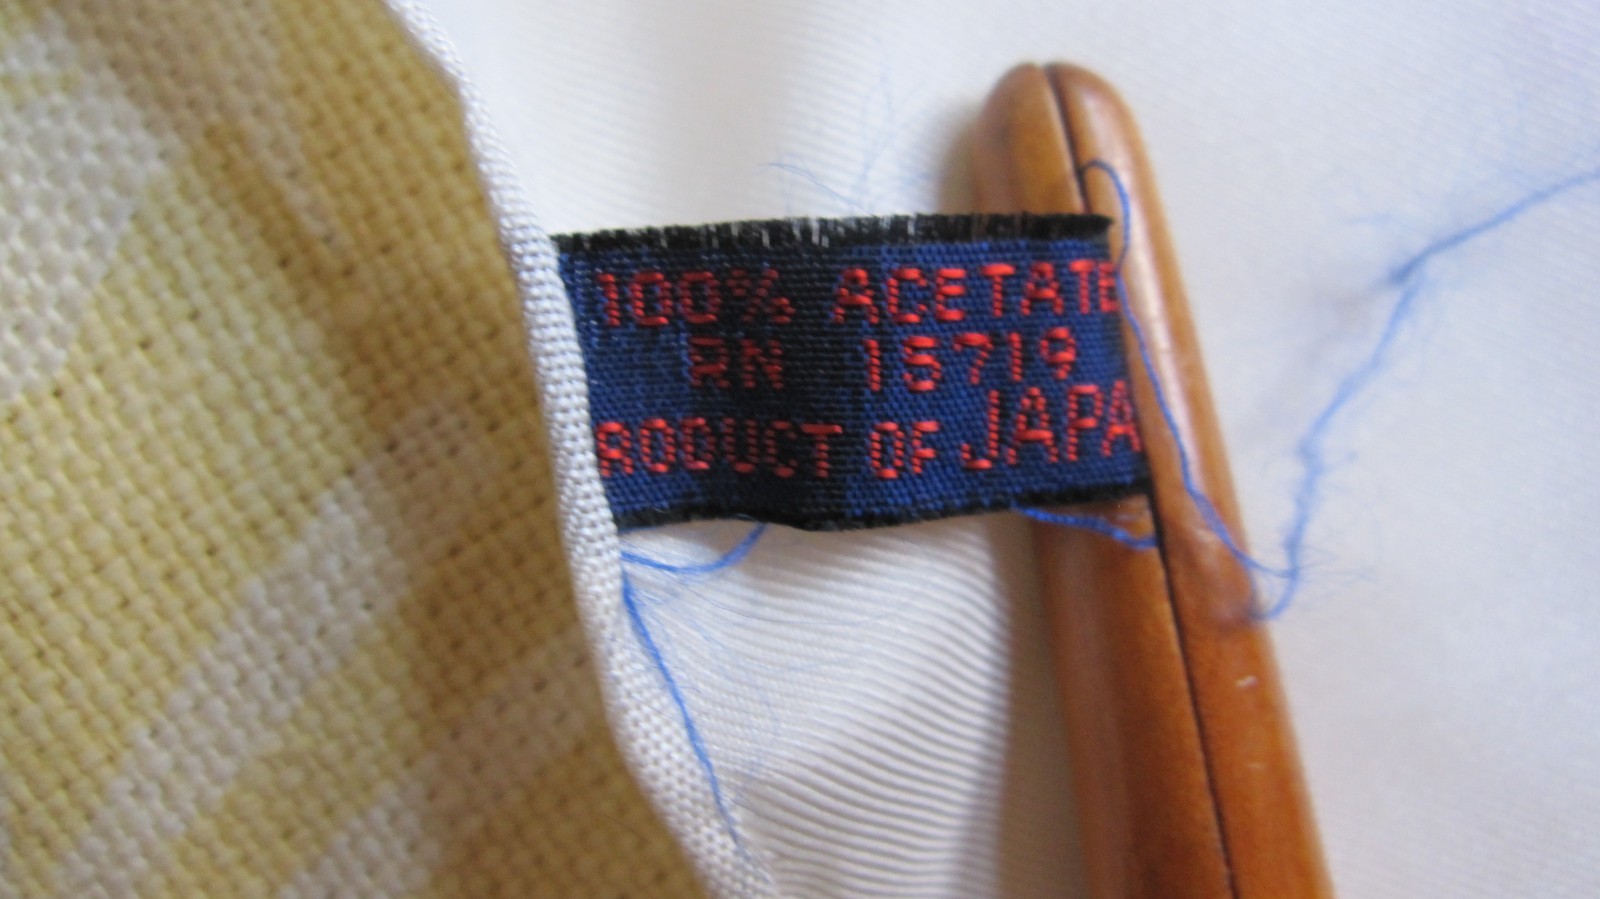 100% ACETATE
RN 15719
RODUCT OF JAPA